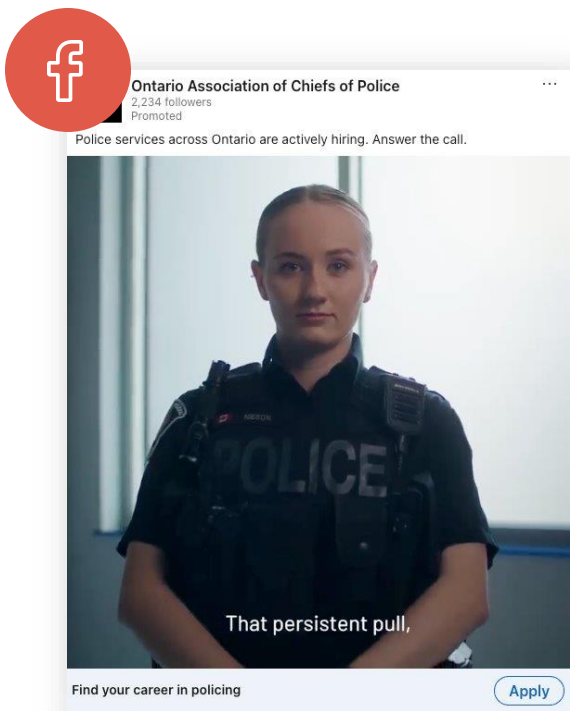 Ontario Association of Chiefs of Police
2,234 followers
Promoted
Police services across Ontario are actively hiring. Answer the call.
POLICE
That persistent pull,
Find your career in policing
Apply